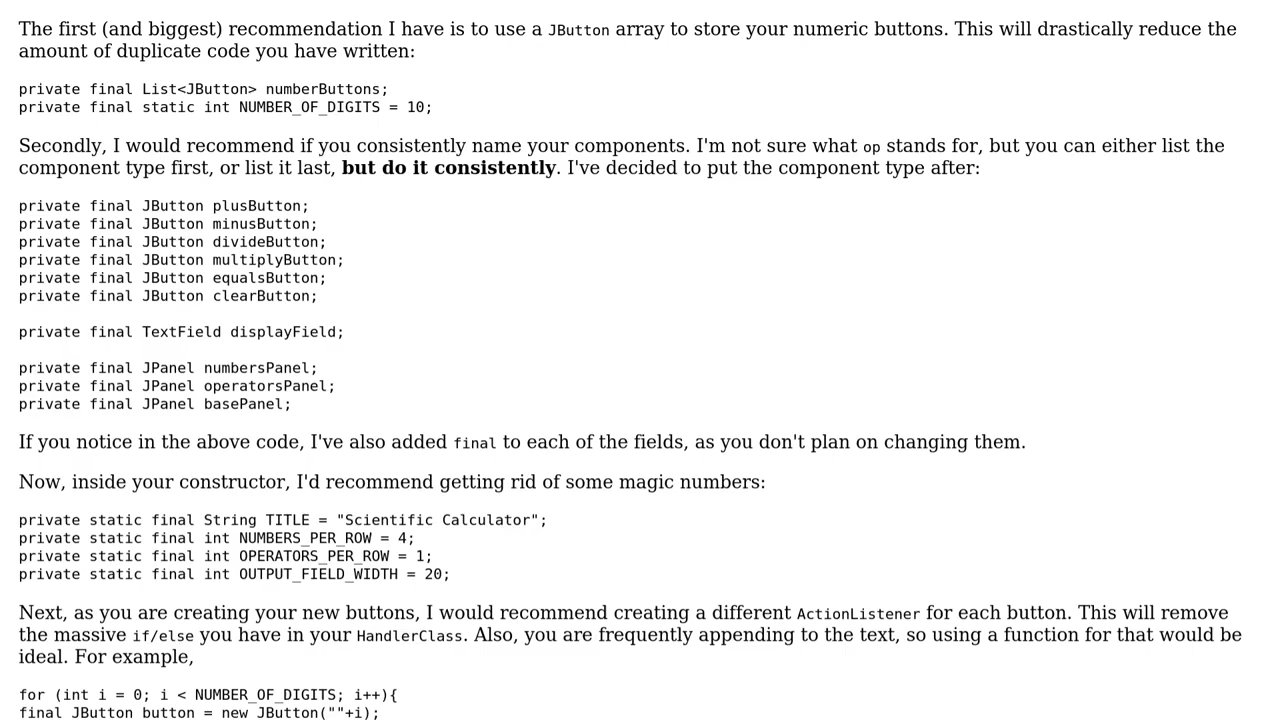 The first (and biggest) recommendation I have is to use a JButton array to store your numeric buttons. This will drastically reduce the
amount of duplicate code you have written:
private final List<JButton> numberButtons;
private final static int NUMBER_OF_DIGITS = 10;
Secondly, I would recommend if you consistently name your components. I'm not sure what op stands for, but you can either list the
component type first, or list it last, but do it consistently. I've decided to put the component type after:
private final JButton plusButton;
private final JButton minusButton;
private final JButton divideButton;
private final JButton multiplyButton;
private final JButton equalsButton;
private final JButton clearButton;
private final TextField displayField;
private final JPanel numbersPanel;
private final JPanel operatorsPanel;
private final JPanel basePanel;
If you notice in the above code, I've also added final to each of the fields, as you don't plan on changing them.
Now, inside your constructor, I'd recommend getting rid of some magic numbers:
private static final String TITLE = "Scientific Calculator";
private static final int NUMBERS_PER_ROW = 4;
private static final int OPERATORS_PER_ROW = 1;
private static final int OUTPUT_FIELD_WIDTH = 20;
Next, as you are creating your new buttons, I would recommend creating a different ActionListener for each button. This will remove
the massive if/else you have in your HandlerClass. Also, you are frequently appending to the text, so using a function for that would be
ideal. For example,
for (int i = 0; i < NUMBER_OF_DIGITS; i++){
final JButton button = new JButton(""+i);